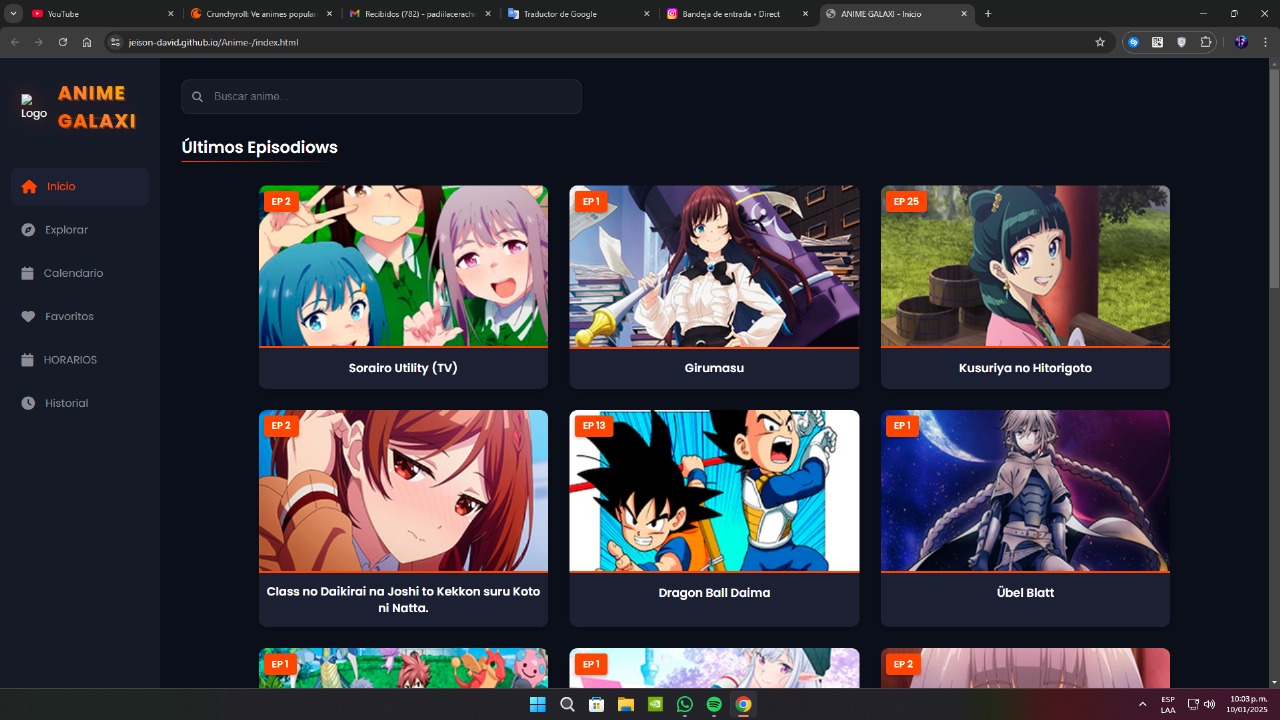 YouTube
Crunchyroll: Ve animes popular
Recibidos (782) - padiilacerach
Traductor de Google
Bandeja de entrada • Direct
ANIME GALAXI - Inicio
jeison-david.github.io/Anime-/index.html
Logo
ANIME
GALAXI
Buscar anime...
Inicio
Explorar
Calendario
Favoritos
HORARIOS
Historial
Últimos Episodiows
EP 2
EP 1
EP 25
Sorairo Utility (TV)
Girumasu
Kusuriya no Hitorigoto
EP 2
EP 13
EP 1
Class no Daikirai na Joshi to Kekkon suru Koto
ni Natta.
Dragon Ball Daima
Übel Blatt
EP 1
EP 1
EP 2
ESP
LAA
10:03 p. m.
10/01/2025